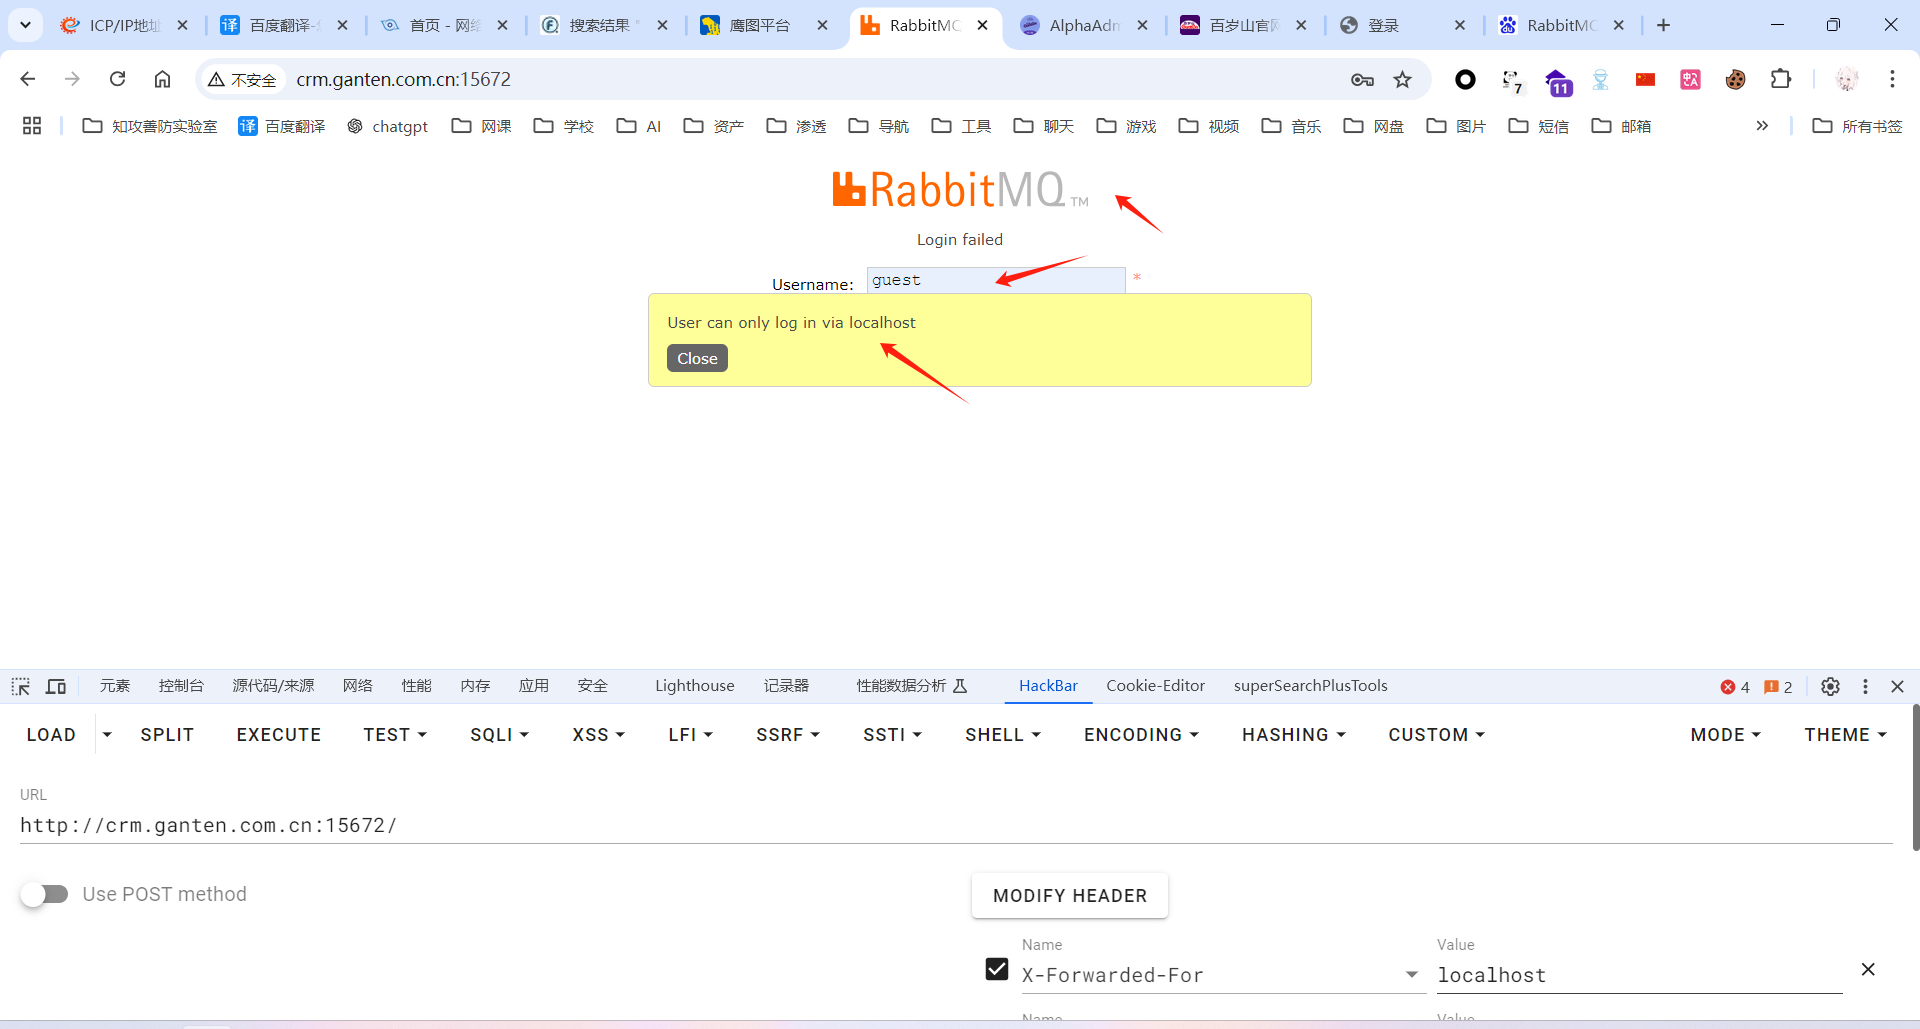 ICP/IP地址
百度翻译-
首页 - 网络
搜索结果
鹰图平台
RabbitMQ
AlphaAdm
百岁山官网
登录
RabbitMQ
不安全
crm.ganten.com.cn:15672
7
11
知攻善防实验室
百度翻译
chatgpt
网课
学校
AI
资产
渗透
导航
工具
聊天
游戏
视频
音乐
网盘
图片
短信
邮箱
所有书签
RabbitMQ TM
Login failed
Username: guest *
User can only log in via localhost
Close
元素
控制台
源代码/来源
网络
性能
内存
应用
安全
Lighthouse
记录器
性能数据分析
HackBar
Cookie-Editor
superSearchPlusTools
4
2
LOAD
SPLIT
EXECUTE
TEST
SQLI
XSS
LFI
SSRF
SSTI
SHELL
ENCODING
HASHING
CUSTOM
MODE
THEME
URL
http://crm.ganten.com.cn:15672/
Use POST method
MODIFY HEADER
Name
Value
X-Forwarded-For
localhost
Name
Value